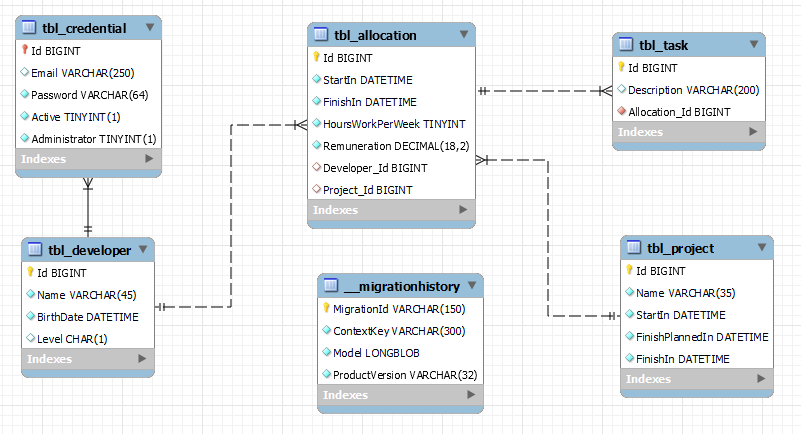 tbl_credential
Id BIGINT
Email VARCHAR(250)
Password VARCHAR(64)
Active TINYINT(1)
Administrator TINYINT(1)
Indexes
tbl_allocation
Id BIGINT
StartIn DATETIME
FinishIn DATETIME
HoursWorkPerWeek TINYINT
Remuneration DECIMAL(18,2)
Developer_Id BIGINT
Project_Id BIGINT
Indexes
tbl_task
Id BIGINT
Description VARCHAR(200)
Allocation_Id BIGINT
Indexes
tbl_developer
Id BIGINT
Name VARCHAR(45)
BirthDate DATETIME
Level CHAR(1)
Indexes
__migrationhistory
MigrationId VARCHAR(150)
ContextKey VARCHAR(300)
Model LONGBLOB
ProductVersion VARCHAR(32)
Indexes
tbl_project
Id BIGINT
Name VARCHAR(35)
StartIn DATETIME
FinishPlannedIn DATETIME
FinishIn DATETIME
Indexes